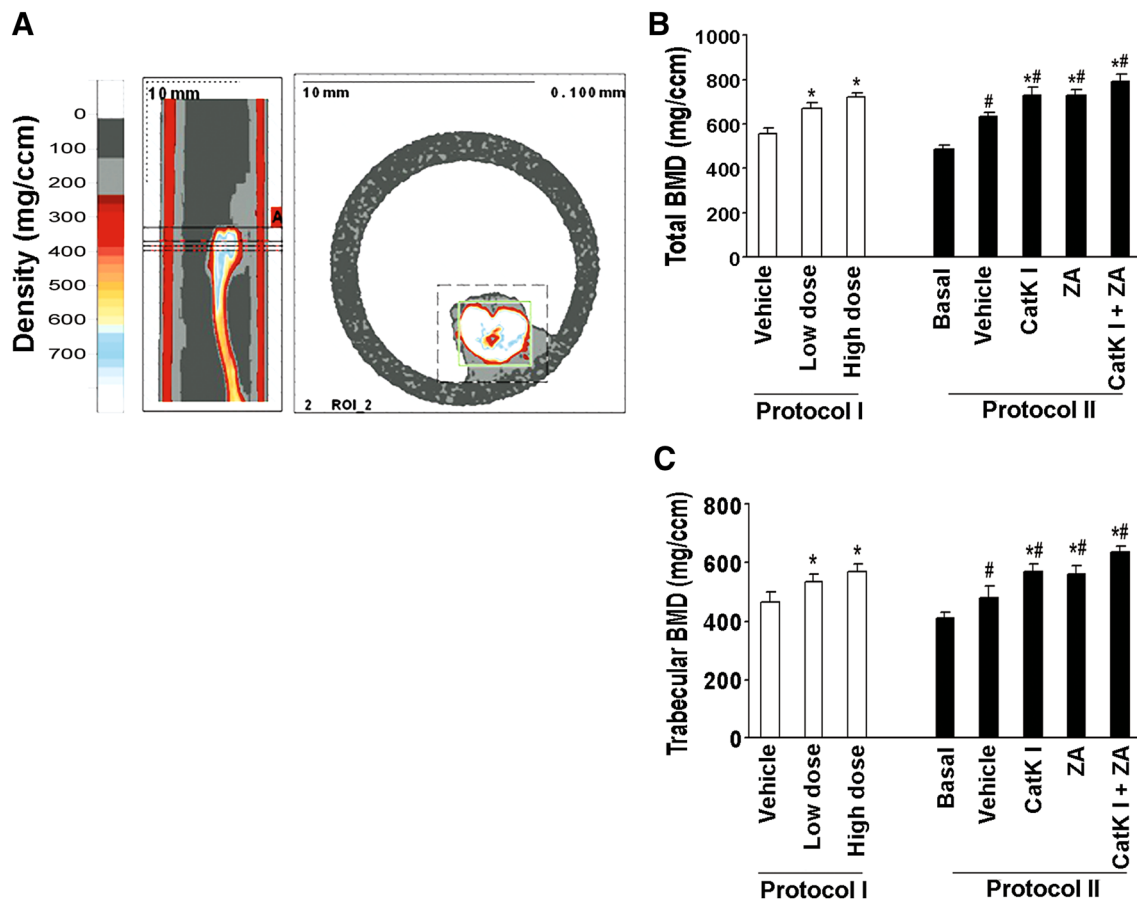 A
Density (mg/ccm)
0
100
200
300
400
500
600
700
10 mm
A
10 mm
0.100 mm
2 ROI_2
B
Total BMD (mg/ccm)
1000
800
600
400
200
0
*
*
#
*#
*#
*#
Vehicle
Low dose
High dose
Basal
Vehicle
CatK I
ZA
CatK I + ZA
Protocol I
Protocol II
C
Trabecular BMD (mg/ccm)
800
600
400
200
0
*
*
#
*#
*#
*#
Vehicle
Low dose
High dose
Basal
Vehicle
CatK I
ZA
CatK I + ZA
Protocol I
Protocol II